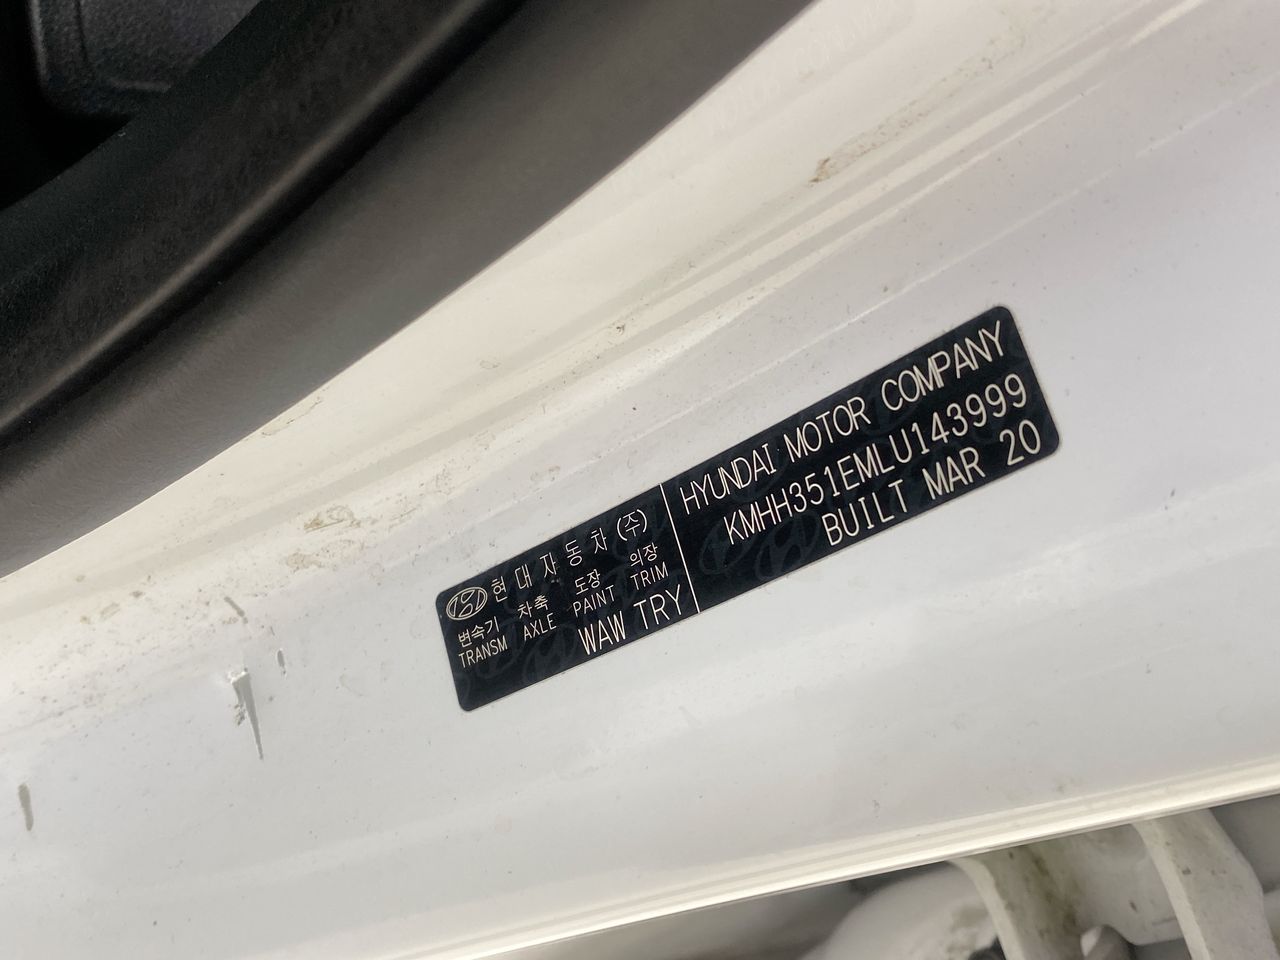 현대자동차(주)
변속기 차축 도장 의장
TRANSM AXLE PAINT TRIM
WAW TRY
HYUNDAI MOTOR COMPANY
KMHH351EMLU143999
BUILT MAR 20